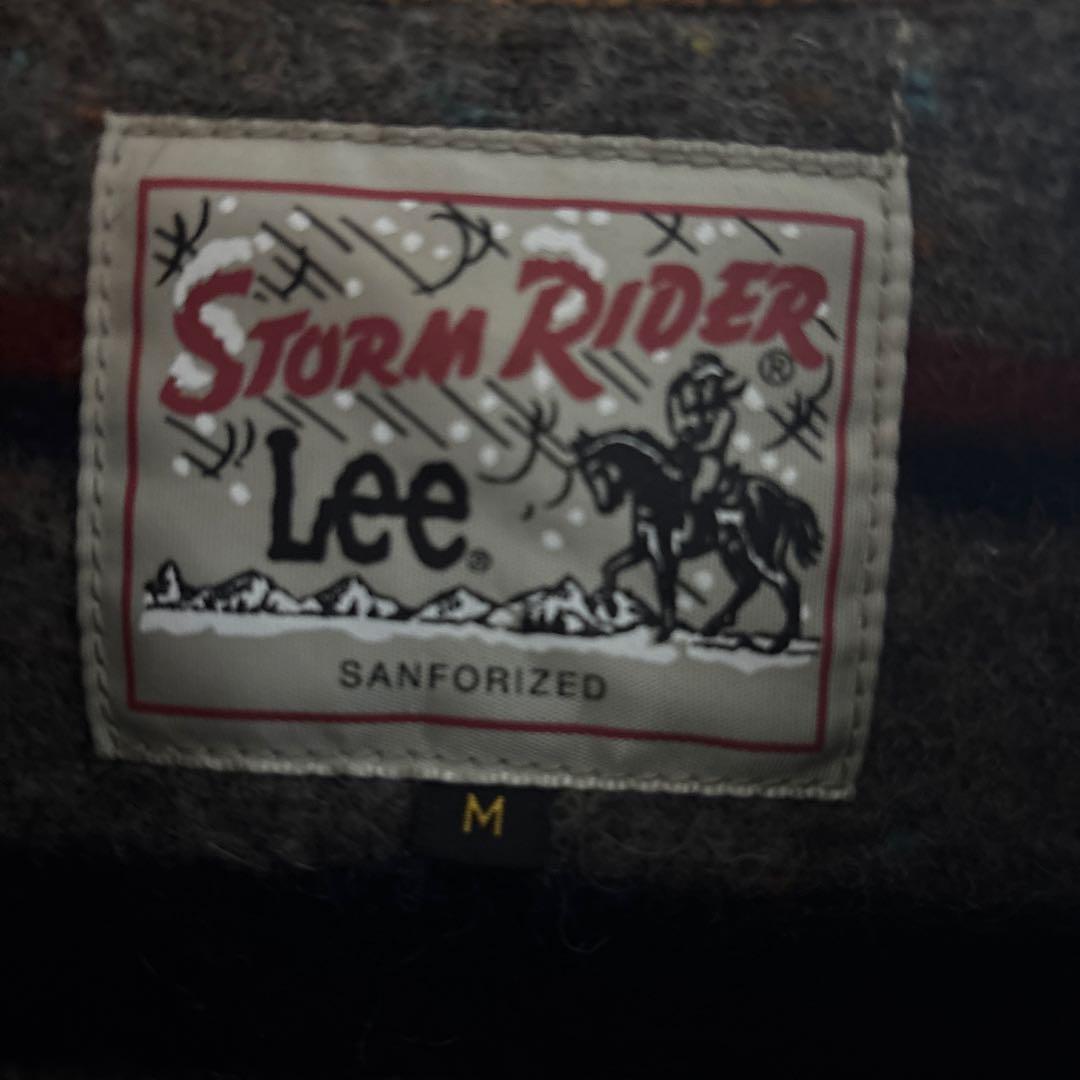 STORM RIDER
®
Lee®
SANFORIZED
M